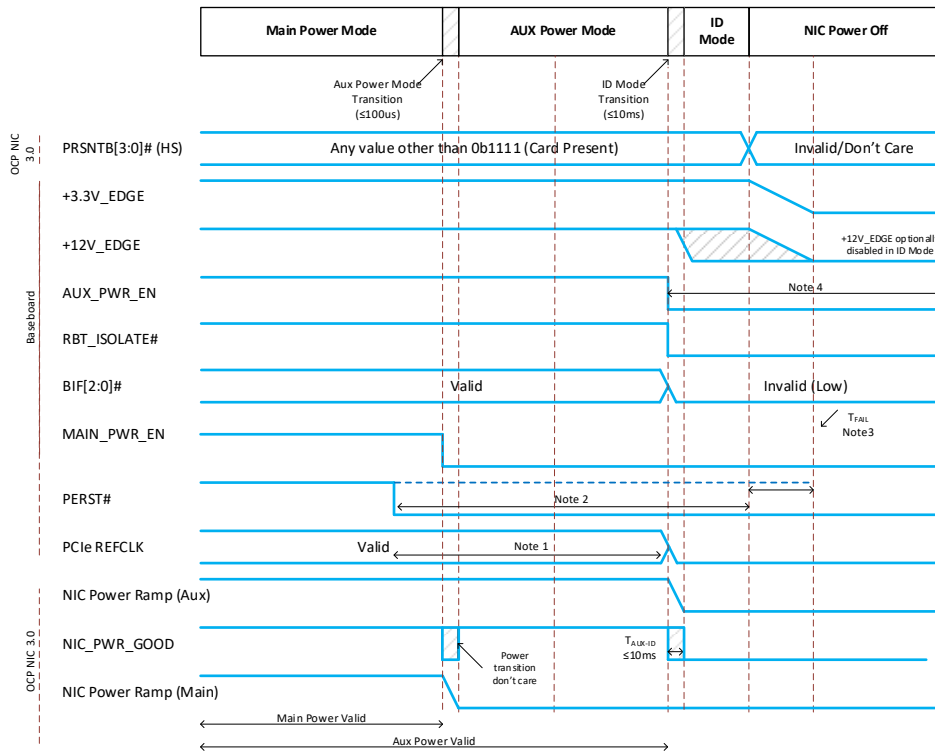 Main Power Mode
AUX Power Mode
ID
Mode
NIC Power Off
Aux Power Mode
Transition
(≤100us)
ID Mode
Transition
(≤10ms)
OCP NIC
3.0
PRSNTB[3:0]# (HS)
Any value other than 0b1111 (Card Present)
Invalid/Don't Care
Baseboard
+3.3V_EDGE
+12V_EDGE
+12V_EDGE optionally
disabled in ID Mode
AUX_PWR_EN
Note 4
RBT_ISOLATE#
BIF[2:0]#
Valid
Invalid (Low)
MAIN_PWR_EN
TFAIL
Note3
PERST#
Note 2
PCIe REFCLK
Valid
Note 1
OCP NIC 3.0
NIC Power Ramp (Aux)
NIC_PWR_GOOD
Power
transition
don't care
TAUX-ID
≤10ms
NIC Power Ramp (Main)
Main Power Valid
Aux Power Valid